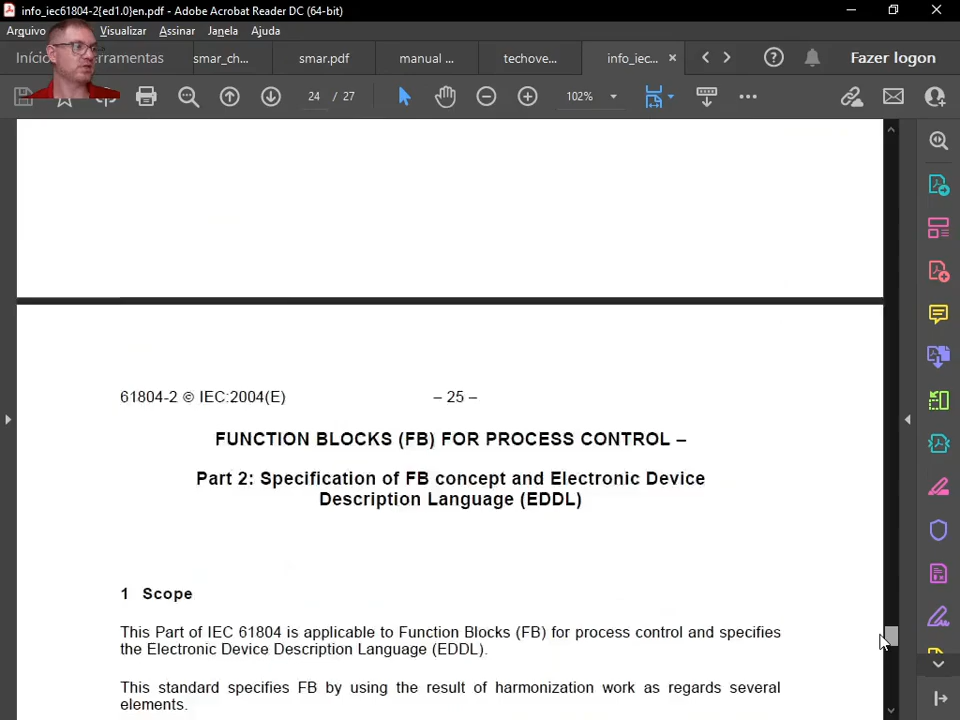 info_iec61804-2{ed1.0}en.pdf - Adobe Acrobat Reader DC (64-bit)
Arquivo Visualizar Assinar Janela Ajuda
Início erramentas smar_ch... smar.pdf manual ... techove... info_iec... Fazer logon
24 / 27 102%
61804-2 © IEC:2004(E) – 25 –
FUNCTION BLOCKS (FB) FOR PROCESS CONTROL –
Part 2: Specification of FB concept and Electronic Device
Description Language (EDDL)
1 Scope
This Part of IEC 61804 is applicable to Function Blocks (FB) for process control and specifies
the Electronic Device Description Language (EDDL).
This standard specifies FB by using the result of harmonization work as regards several
elements.